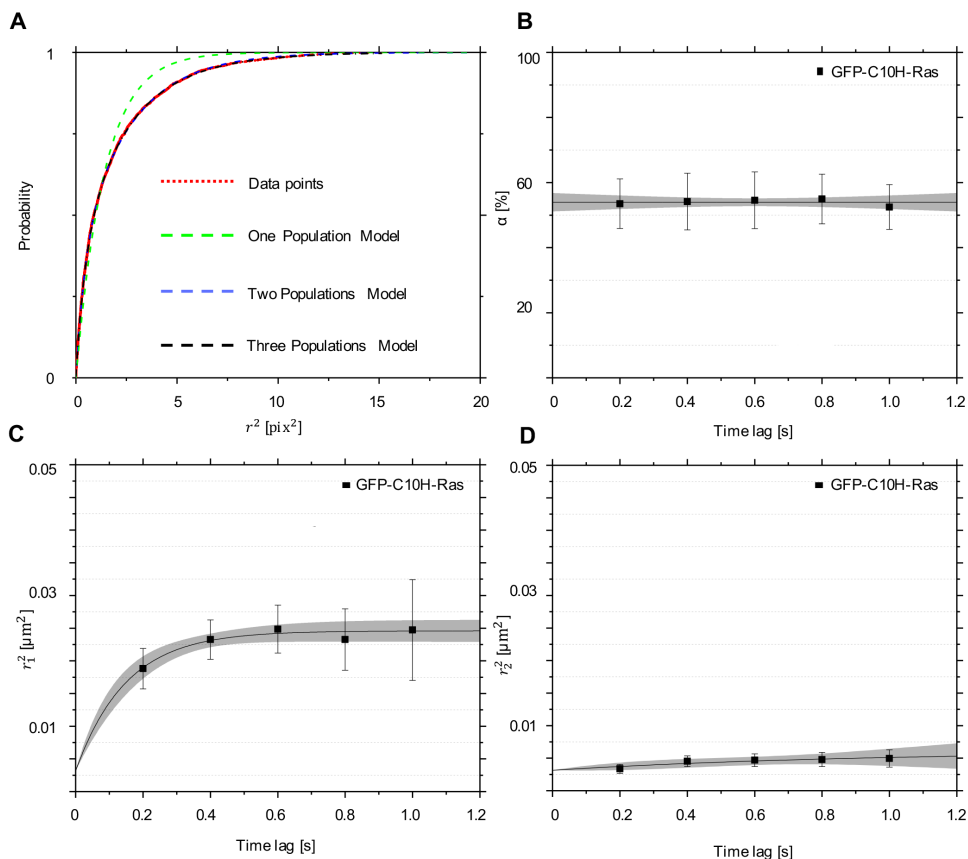 A
1
Probability
0
Data points
One Population Model
Two Populations Model
Three Populations Model
0 5 10 15 20
r² [pix²]
B
100
60
20
α [%]
GFP-C10H-Ras
0 0.2 0.4 0.6 0.8 1.0 1.2
Time lag [s]
C
0.05
0.03
0.01
r₁² [µm²]
GFP-C10H-Ras
0 0.2 0.4 0.6 0.8 1.0 1.2
Time lag [s]
D
0.05
0.03
0.01
r₂² [µm²]
GFP-C10H-Ras
0 0.2 0.4 0.6 0.8 1.0 1.2
Time lag [s]